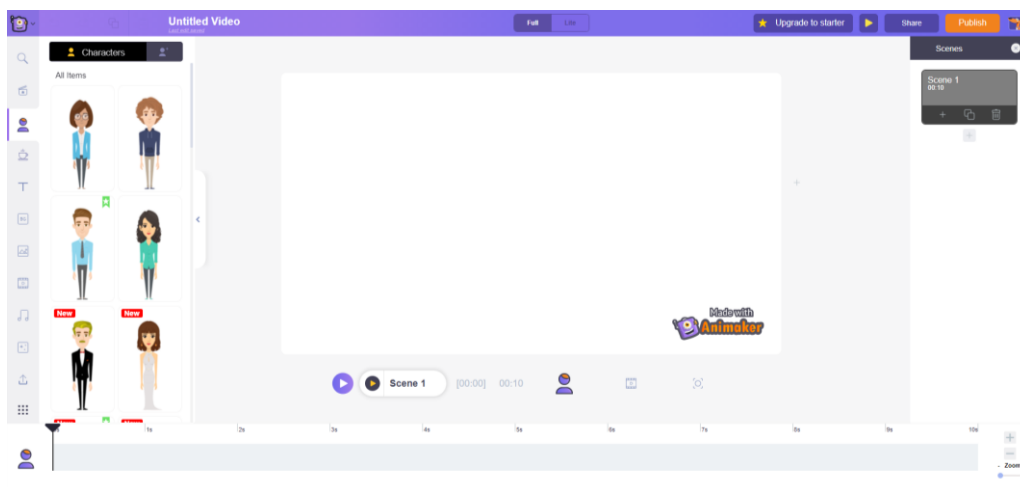 Untitled Video
Full
Lite
Upgrade to starter
Share
Publish
Characters
All Items
New
New
Made with
Animaker
Scene 1
[00:00]
00:10
Scenes
Scene 1
00:10
1s
2s
3s
4s
5s
6s
7s
8s
9s
10s
Zoom